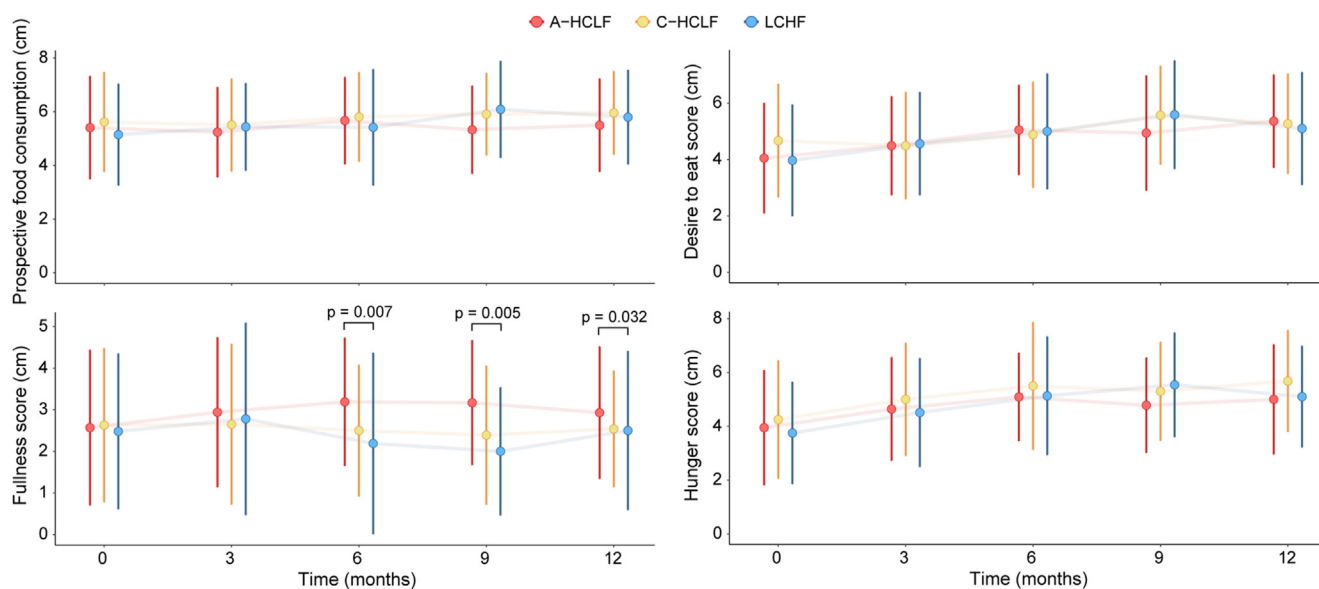 A-HCLF C-HCLF LCHF
Prospective food consumption (cm)
8
6
4
2
0
Desire to eat score (cm)
6
4
2
0
Fullness score (cm)
5
4
3
2
1
0
p = 0.007
p = 0.005
p = 0.032
0 3 6 9 12
Time (months)
Hunger score (cm)
8
6
4
2
0
0 3 6 9 12
Time (months)